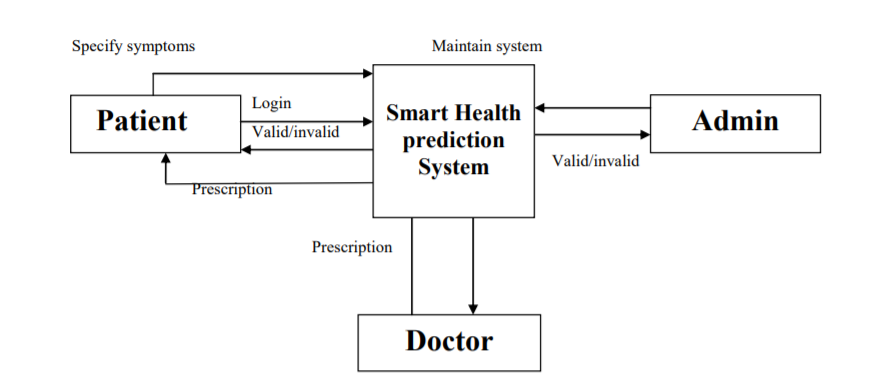 Specify symptoms
Maintain system
Patient
Login
Valid/invalid
Prescription
Smart Health
prediction
System
Admin
Valid/invalid
Prescription
Doctor